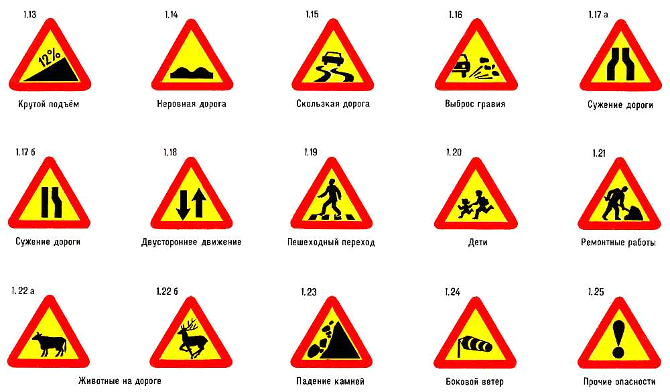 1.13 1.14 1.15 1.16 1.17 а
12%
Крутой подъём Неровная дорога Скользкая дорога Выброс гравия Сужение дороги
1.17 б 1.18 1.19 1.20 1.21
Сужение дороги Двустороннее движение Пешеходный переход Дети Ремонтные работы
1.22 а 1.22 б 1.23 1.24 1.25
Животные на дороге Падение камней Боковой ветер Прочие опасности